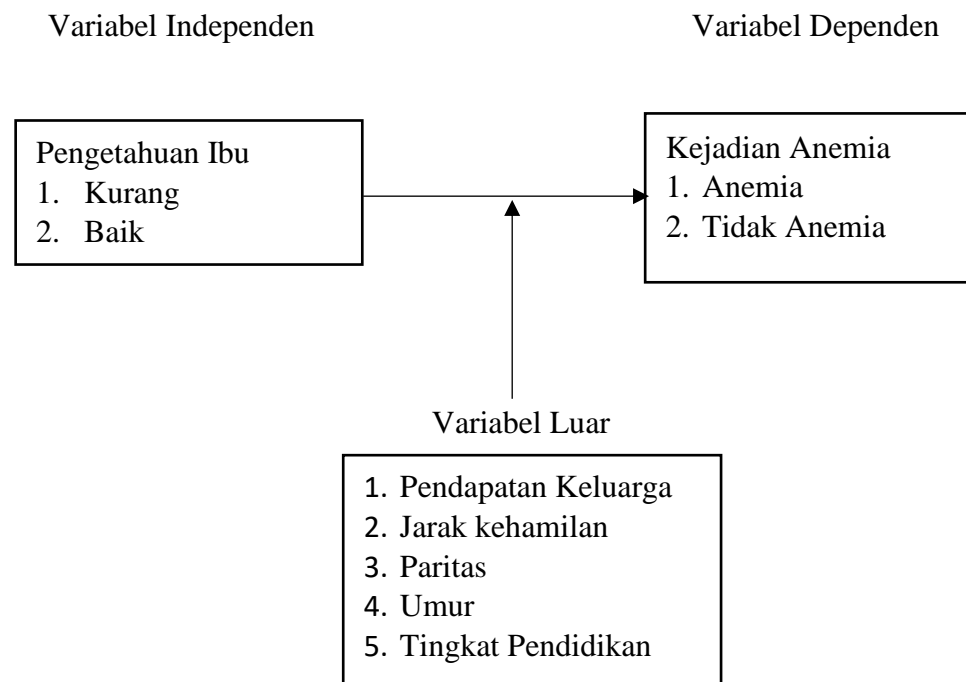 Variabel Independen
Variabel Dependen
Pengetahuan Ibu
1. Kurang
2. Baik
Kejadian Anemia
1. Anemia
2. Tidak Anemia
Variabel Luar
1. Pendapatan Keluarga
2. Jarak kehamilan
3. Paritas
4. Umur
5. Tingkat Pendidikan